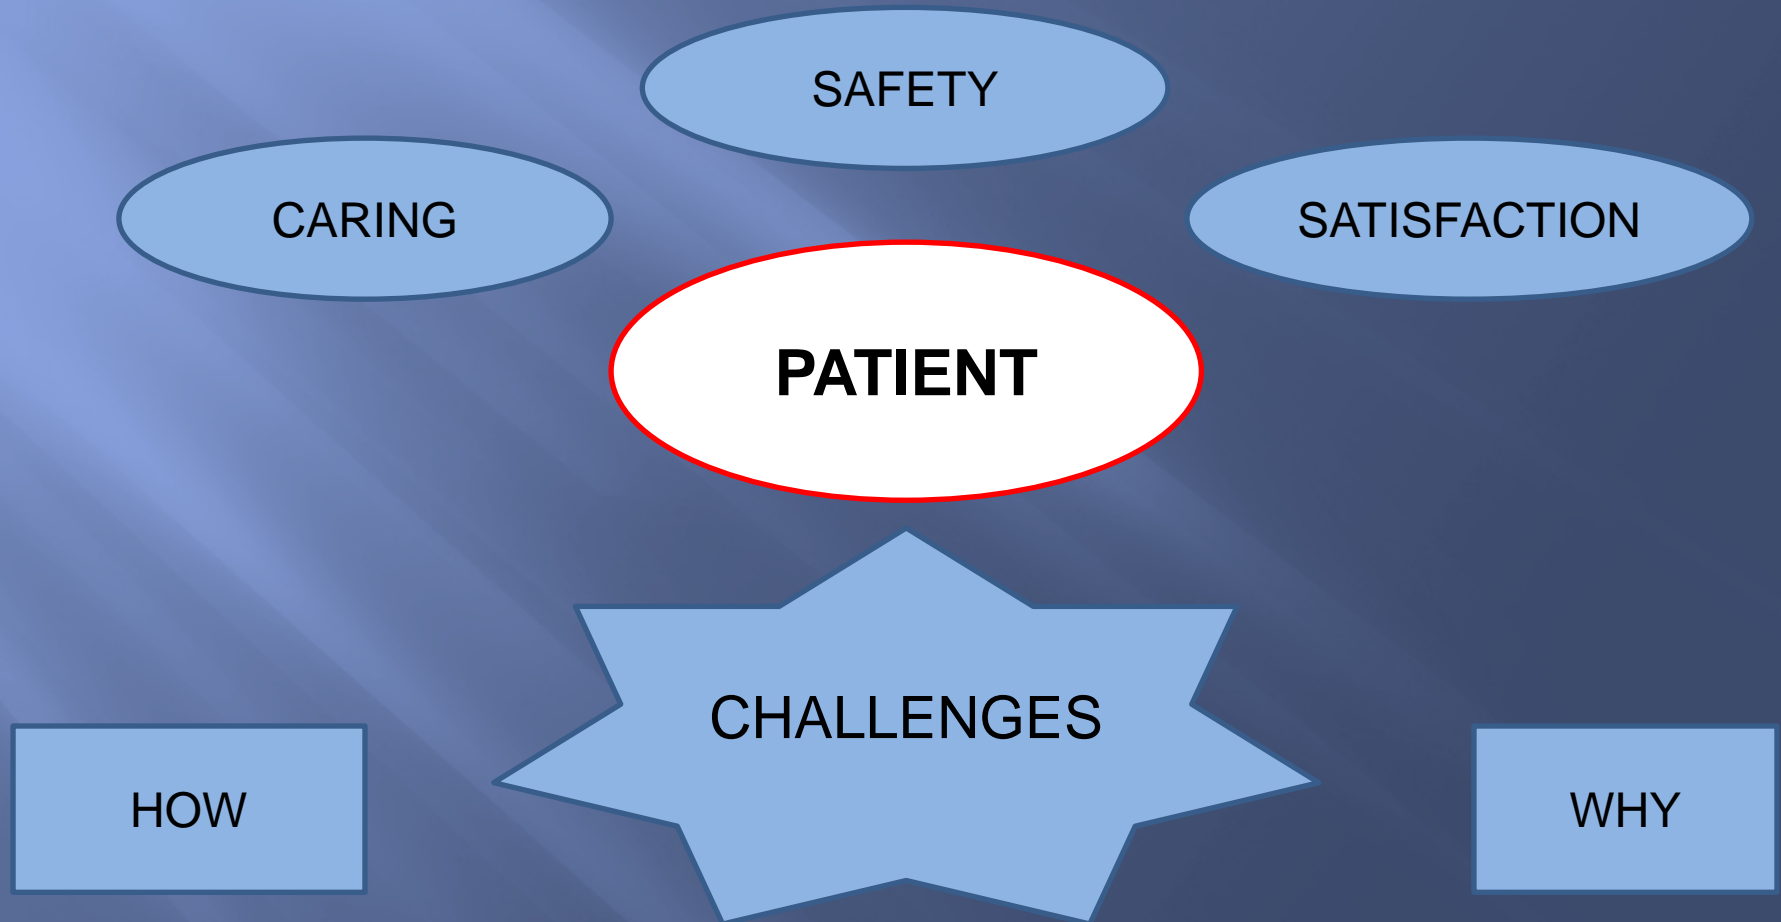 SAFETY
CARING
SATISFACTION
PATIENT
CHALLENGES
HOW
WHY